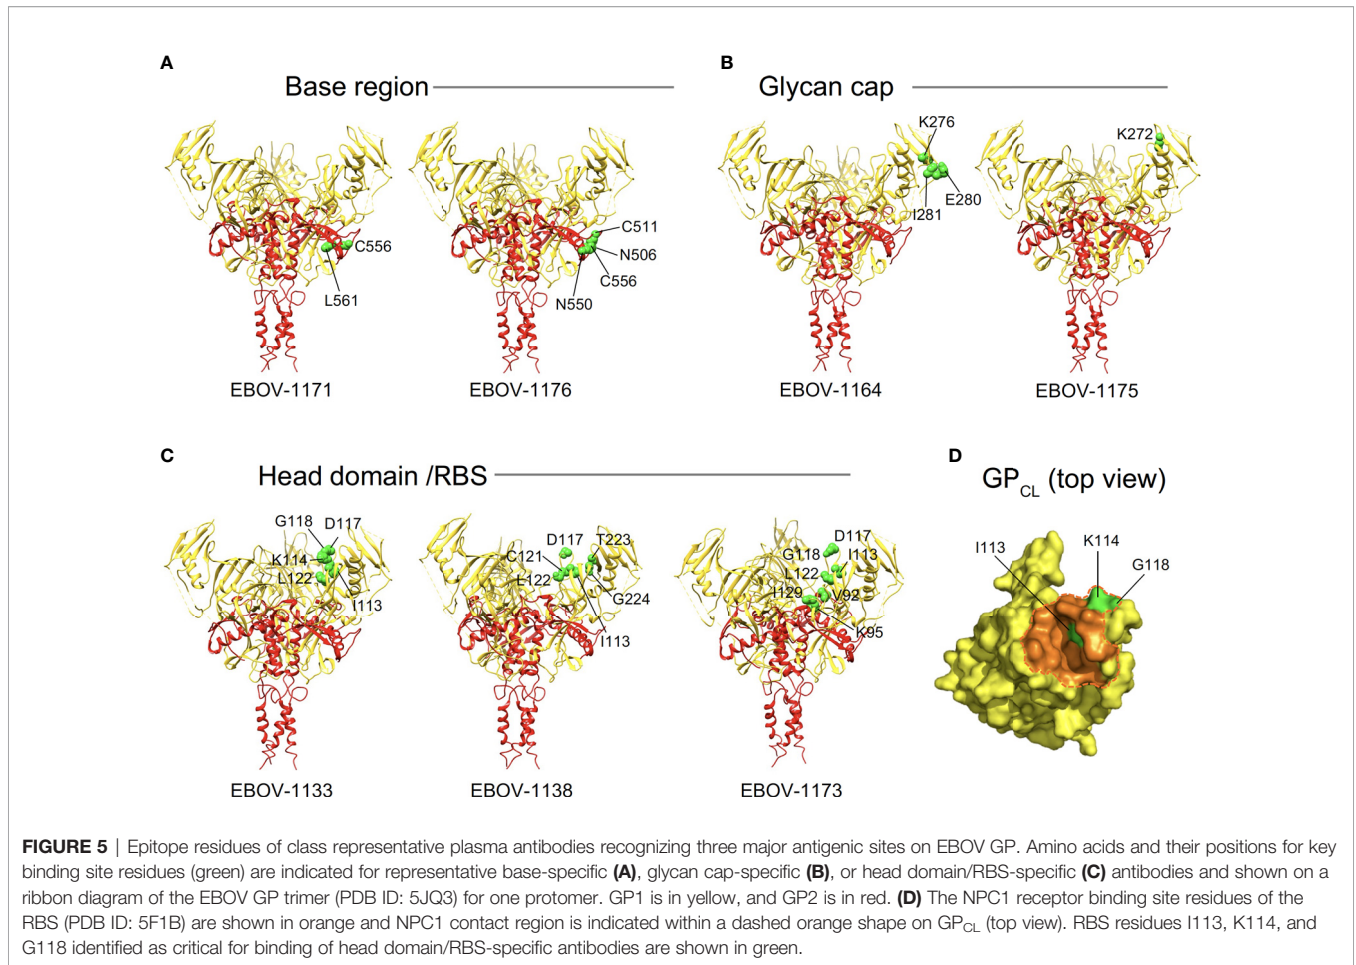 A
Base region
B
Glycan cap
K276
E280
I281
K272
C556
L561
C511
N506
C556
N550
EBOV-1171
EBOV-1176
EBOV-1164
EBOV-1175
C
Head domain /RBS
D
GPCL (top view)
G118
D117
K114
L122
I113
D117
T223
C121
L122
G224
I113
D117
G118
I113
L122
I129
V92
K95
I113
K114
G118
EBOV-1133
EBOV-1138
EBOV-1173
FIGURE 5 | Epitope residues of class representative plasma antibodies recognizing three major antigenic sites on EBOV GP. Amino acids and their positions for key
binding site residues (green) are indicated for representative base-specific (A), glycan cap-specific (B), or head domain/RBS-specific (C) antibodies and shown on a
ribbon diagram of the EBOV GP trimer (PDB ID: 5JQ3) for one protomer. GP1 is in yellow, and GP2 is in red. (D) The NPC1 receptor binding site residues of the
RBS (PDB ID: 5F1B) are shown in orange and NPC1 contact region is indicated within a dashed orange shape on GPCL (top view). RBS residues I113, K114, and
G118 identified as critical for binding of head domain/RBS-specific antibodies are shown in green.